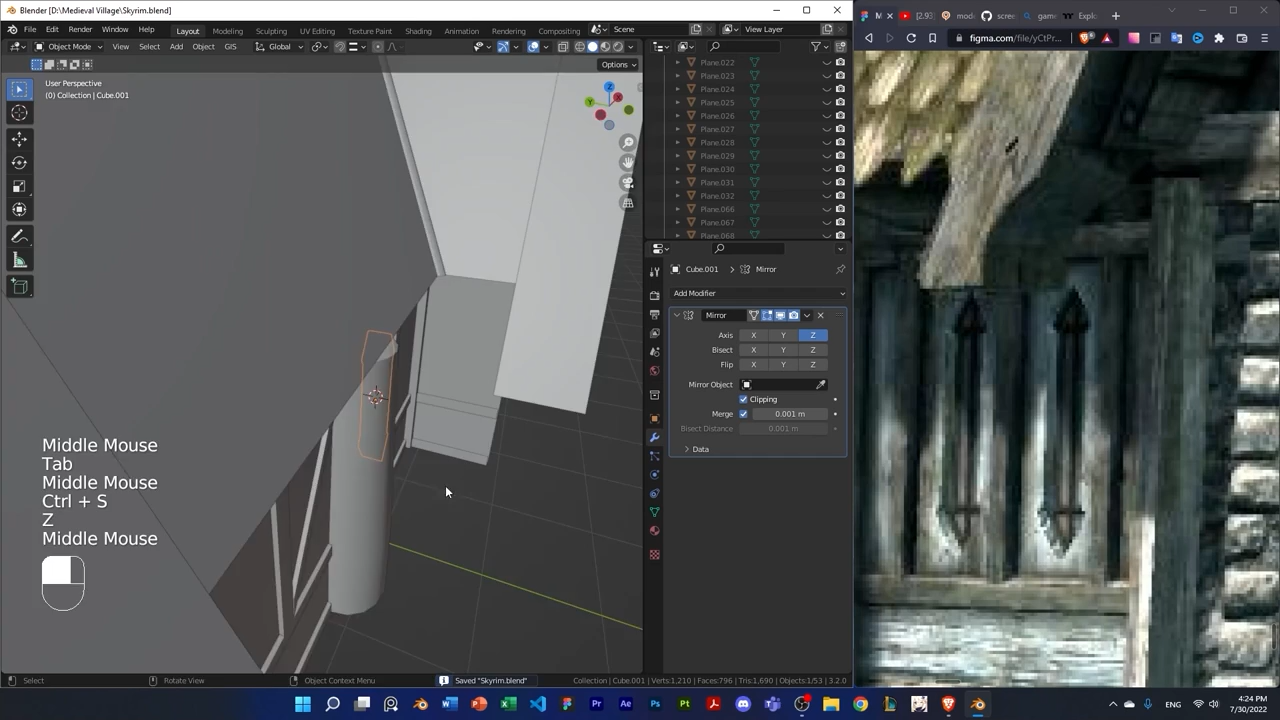 Blender [D:\Medieval Village\Skyrim.blend]
File Edit Render Window Help Layout Modeling Sculpting UV Editing Texture Paint Shading Animation Rendering Compositing Scene View Layer
Object Mode View Select Add Object GIS Global
Options
User Perspective
(0) Collection | Cube.001
Z
X
Y
Middle Mouse
Tab
Middle Mouse
Ctrl + S
Z
Middle Mouse
Plane.022
Plane.023
Plane.024
Plane.025
Plane.026
Plane.027
Plane.028
Plane.029
Plane.030
Plane.031
Plane.032
Plane.066
Plane.067
Plane.068
Cube.001 > Mirror
Add Modifier
Mirror
Axis X Y Z
Bisect X Y Z
Flip X Y Z
Mirror Object
Clipping
Merge 0.001 m
Bisect Distance 0.001 m
Data
Select Rotate View Object Context Menu Saved "Skyrim.blend" Collection | Cube.001 | Verts:1,210 | Faces:796 | Tris:1,690 | Objects:1/53 | 3.2.0
[2.93 mode scree game Explo
figma.com/file/yCtPr...
ENG 4:24 PM
7/30/2022